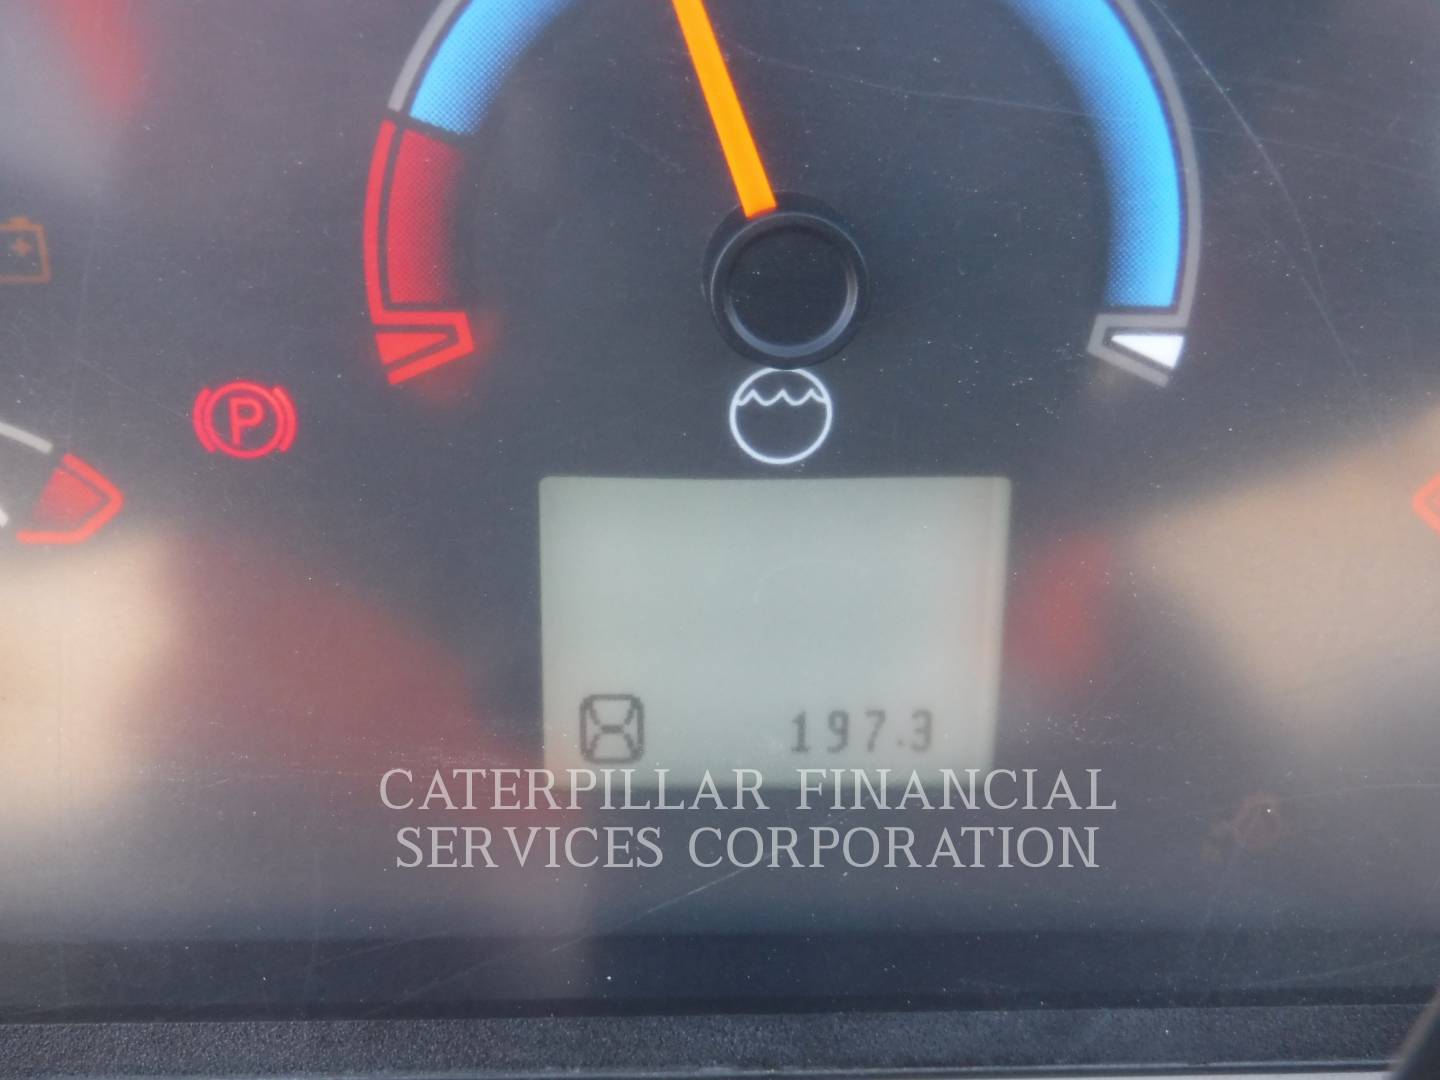 P
197.3
CATERPILLAR FINANCIAL
SERVICES CORPORATION